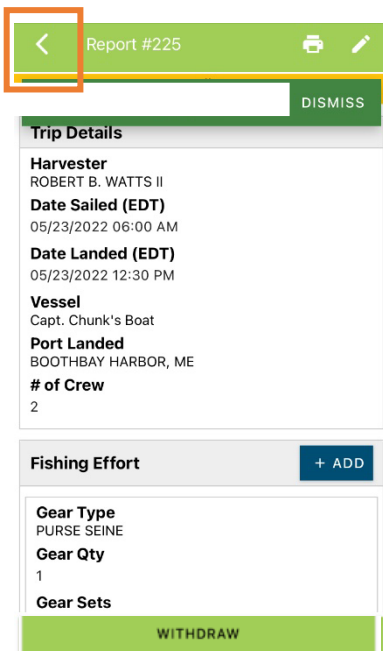 Report #225
DISMISS
Trip Details
Harvester
ROBERT B. WATTS II
Date Sailed (EDT)
05/23/2022 06:00 AM
Date Landed (EDT)
05/23/2022 12:30 PM
Vessel
Capt. Chunk's Boat
Port Landed
BOOTHBAY HARBOR, ME
# of Crew
2
Fishing Effort
+ ADD
Gear Type
PURSE SEINE
Gear Qty
1
Gear Sets
WITHDRAW